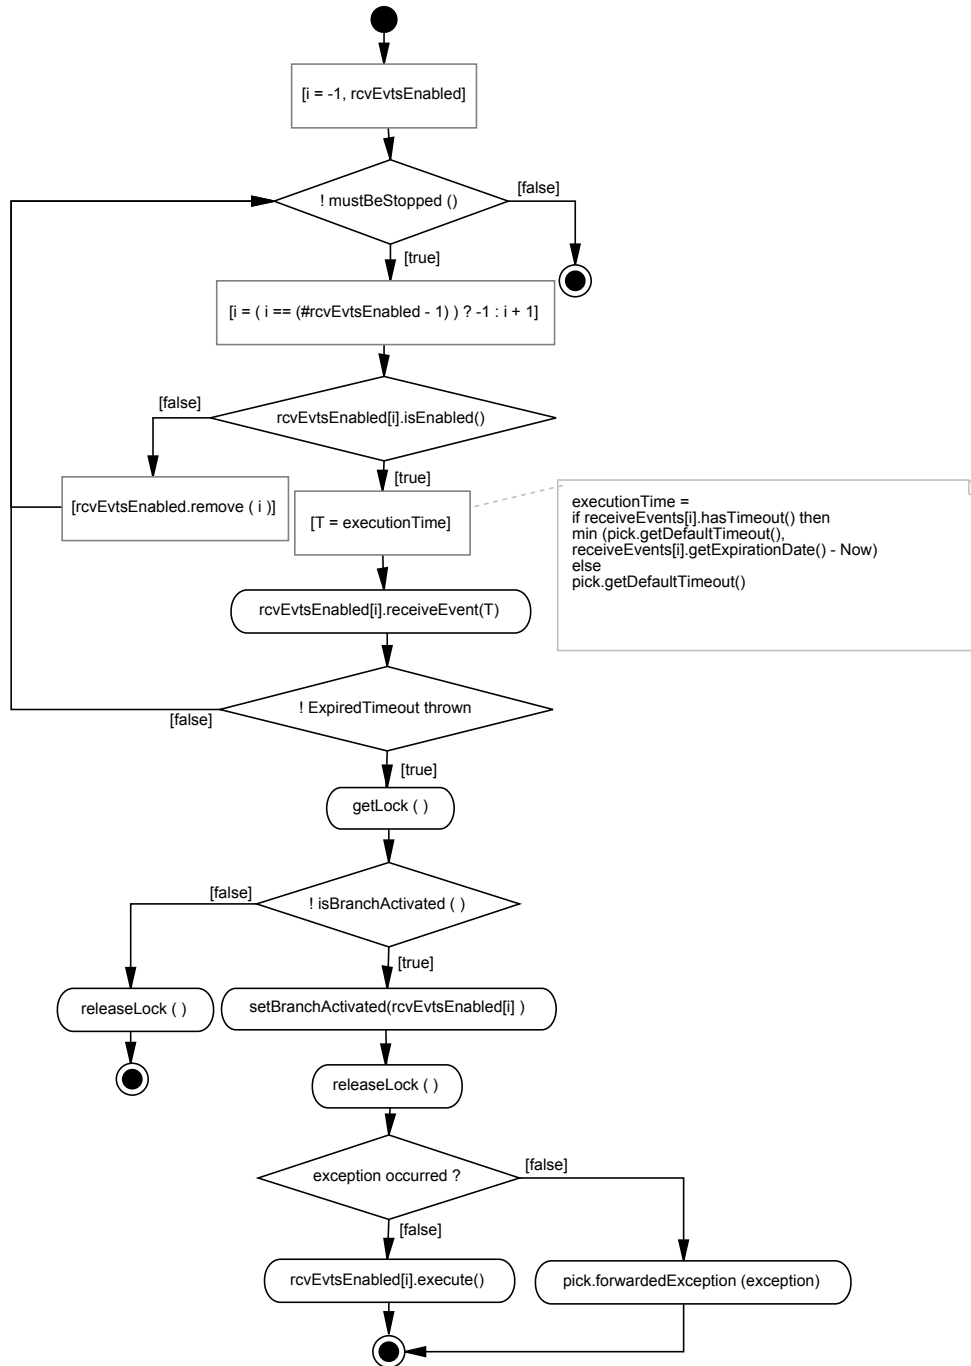 [i = -1, rcvEvtsEnabled]
! mustBeStopped ()
[false]
[true]
[i = ( i == (#rcvEvtsEnabled - 1) ) ? -1 : i + 1]
[false]
rcvEvtsEnabled[i].isEnabled()
[true]
[rcvEvtsEnabled.remove ( i )]
[T = executionTime]
executionTime =
if receiveEvents[i].hasTimeout() then
min (pick.getDefaultTimeout(),
receiveEvents[i].getExpirationDate() - Now)
else
pick.getDefaultTimeout()
rcvEvtsEnabled[i].receiveEvent(T)
! ExpiredTimeout thrown
[false]
[true]
getLock ( )
[false]
! isBranchActivated ( )
[true]
releaseLock ( )
setBranchActivated(rcvEvtsEnabled[i] )
releaseLock ( )
exception occurred ?
[false]
[false]
rcvEvtsEnabled[i].execute()
pick.forwardedException (exception)